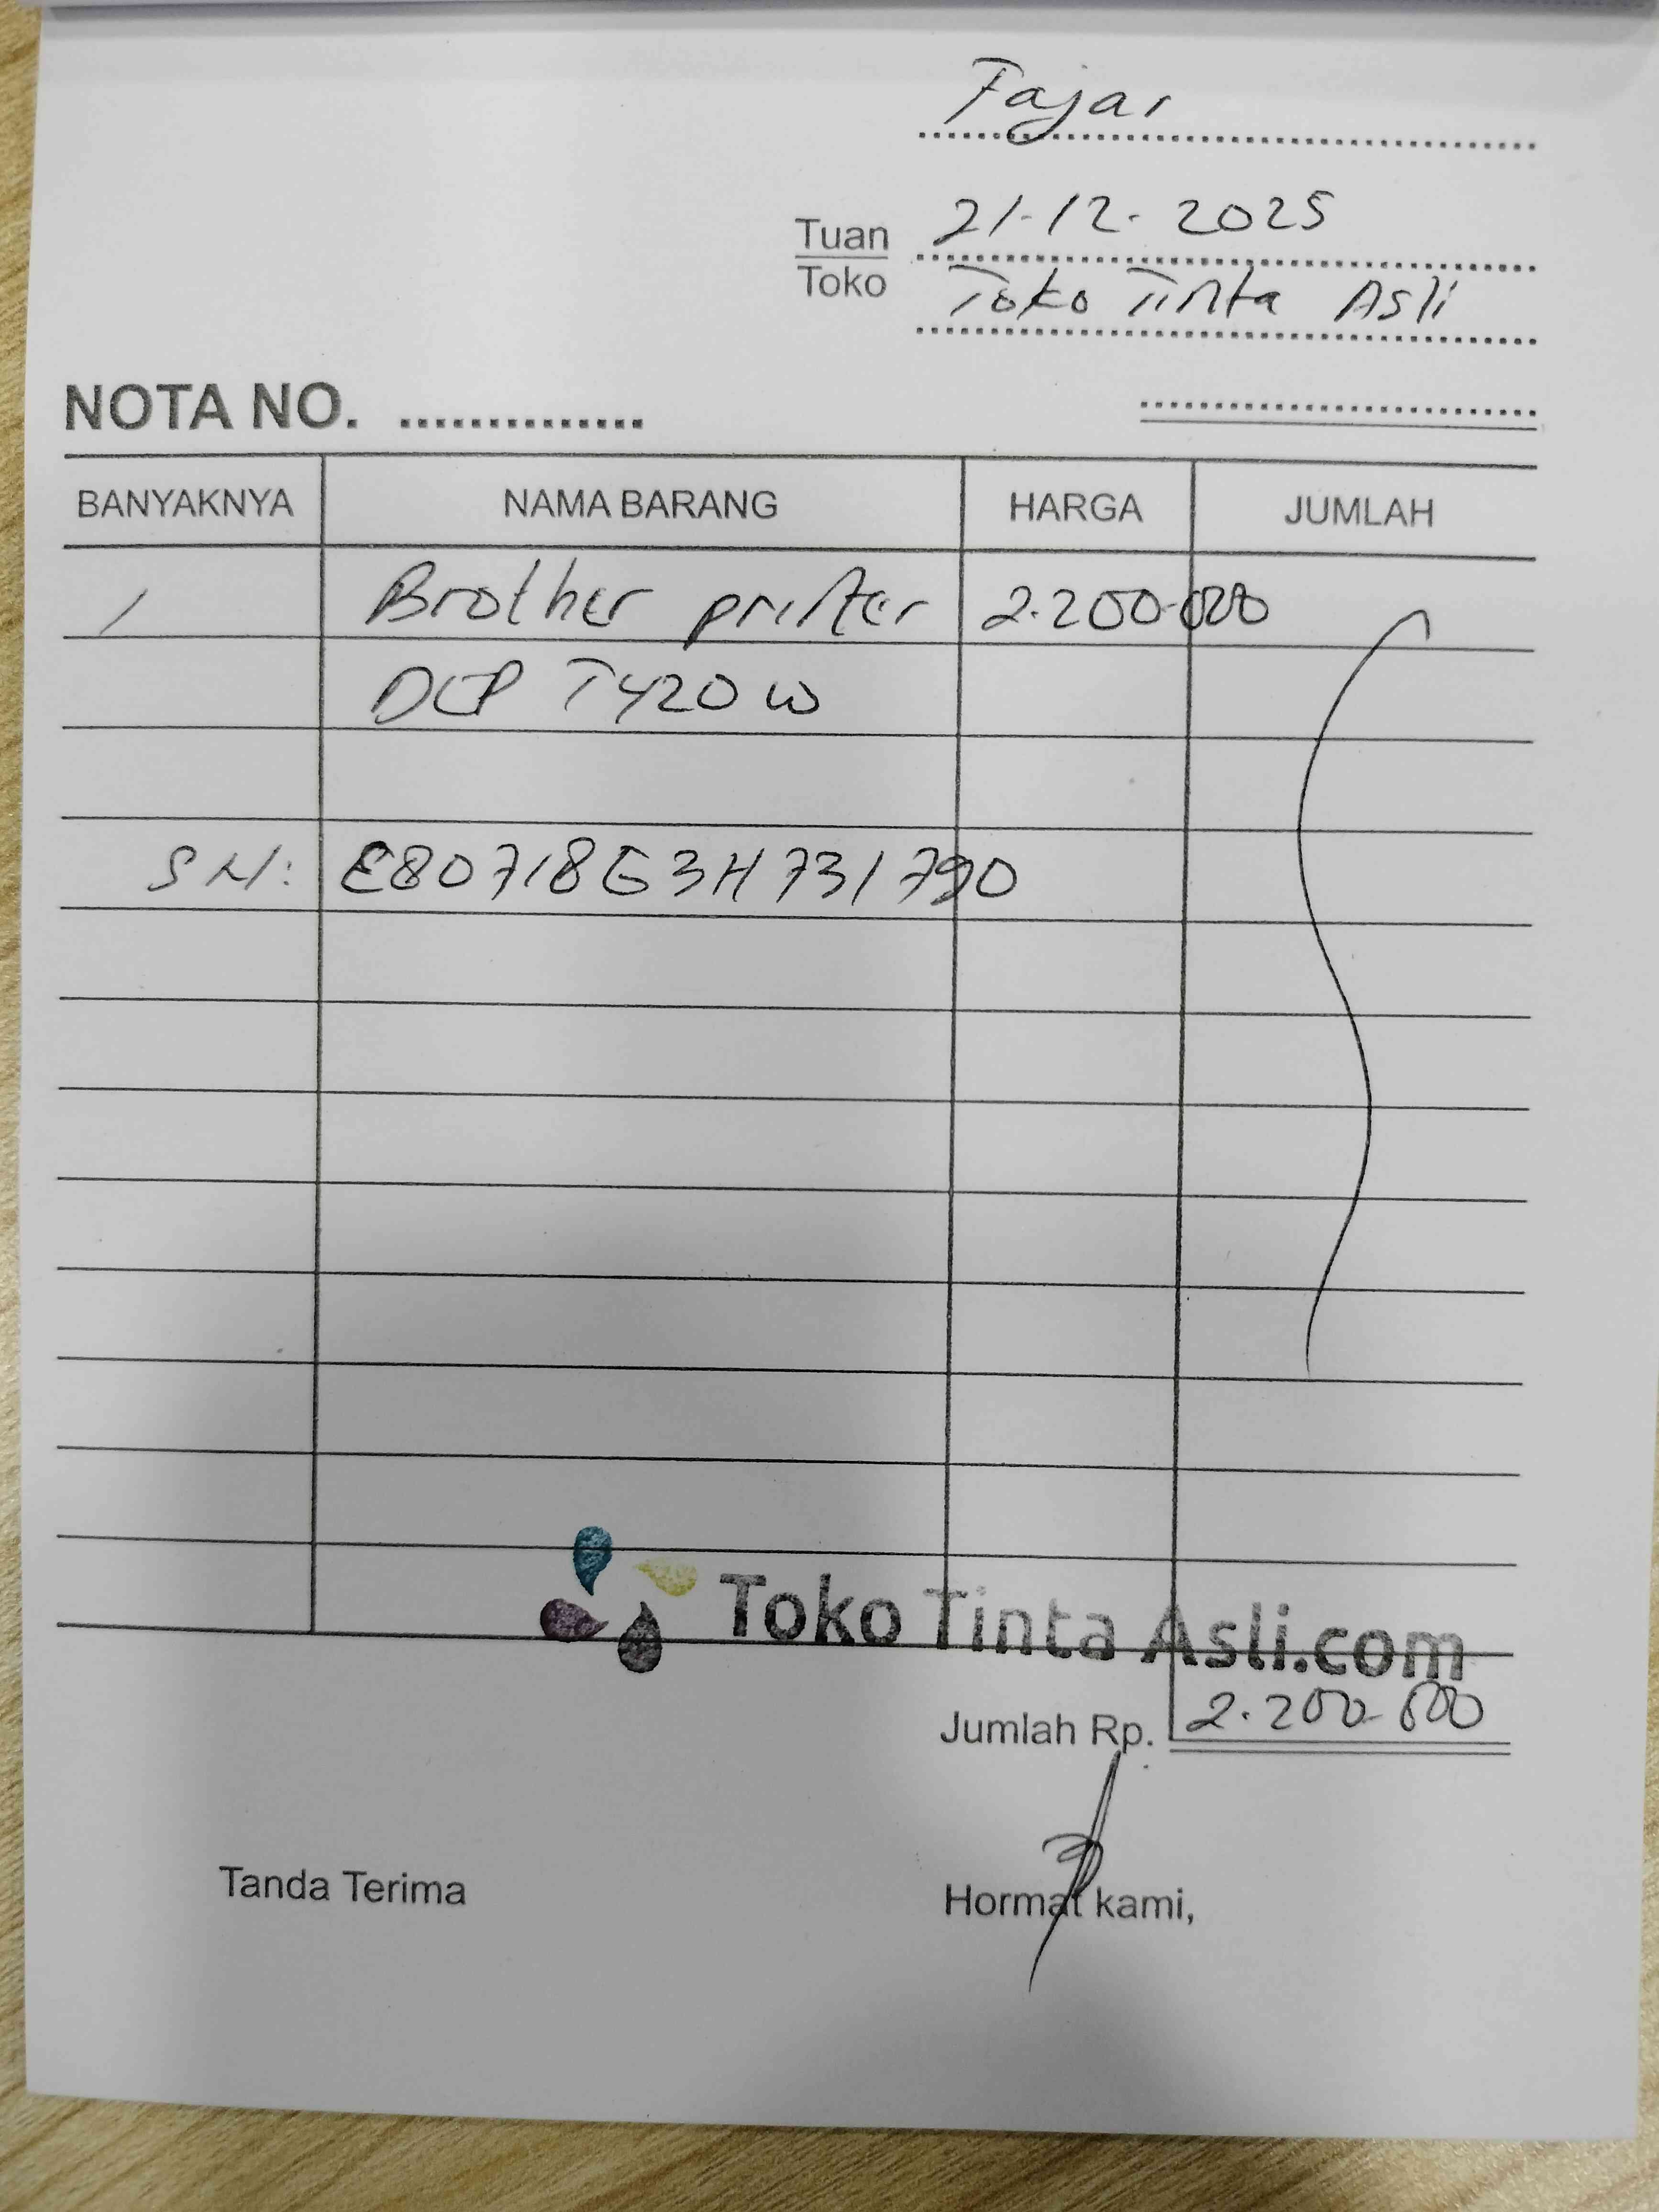 Fajar
Tuan 21-12-2025
Toko Toko Tinta Asli
NOTA NO. ..............
BANYAKNYA NAMA BARANG HARGA JUMLAH
1 Brother printer 2.200.000
DCP T420W
SN: E80718G3H731790
Toko Tinta Asli.com
Jumlah Rp. 2.200.000
Tanda Terima Hormat kami,